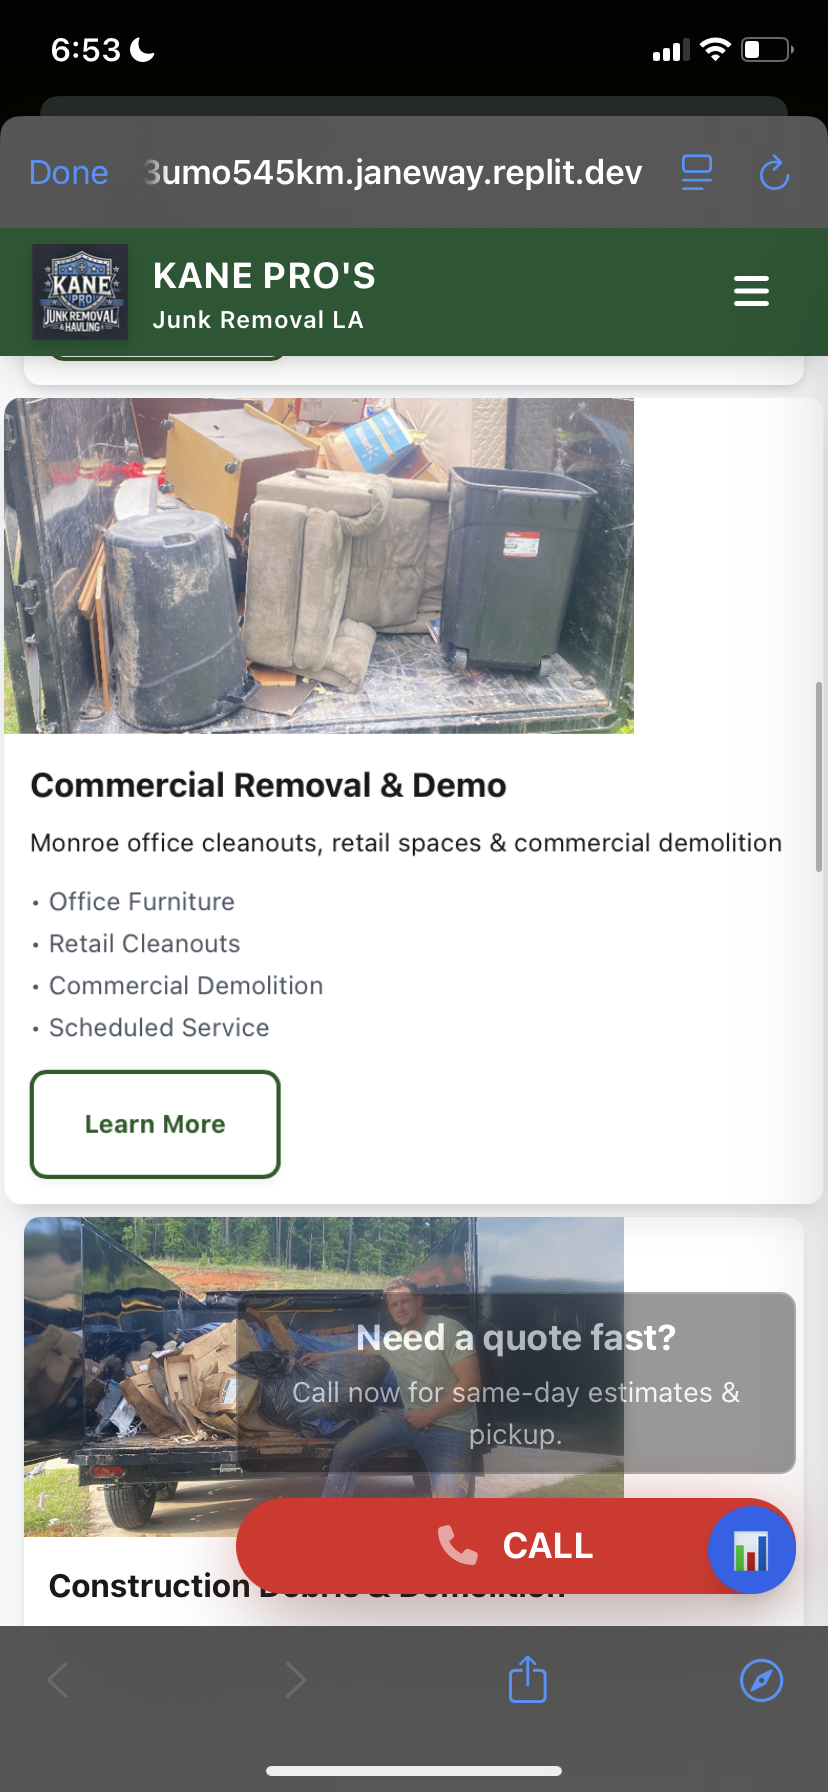 6:53
Done
3umo545km.janeway.replit.dev
KANE
PRO
JUNK REMOVAL
& HAULING
KANE PRO'S
Junk Removal LA
Commercial Removal & Demo
Monroe office cleanouts, retail spaces & commercial demolition
• Office Furniture
• Retail Cleanouts
• Commercial Demolition
• Scheduled Service
Learn More
Need a quote fast?
Call now for same-day estimates &
pickup.
CALL
Construction Debris & Demolition